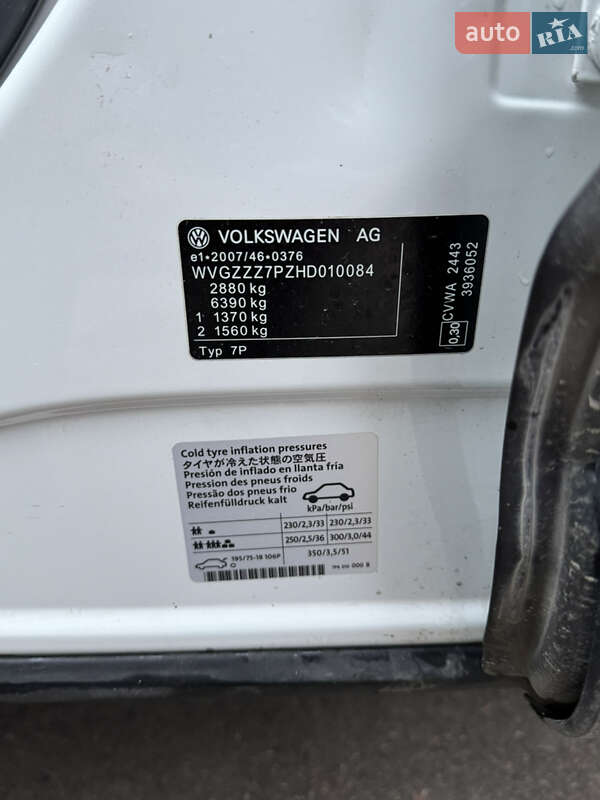 auto RIA.com
VOLKSWAGEN AG
e1*2007/46*0376
WVGZZZ7PZHD010084
2880 kg
6390 kg
1 1370 kg
2 1560 kg
Typ 7P
CVWA 2443
3936052
0,30
Cold tyre inflation pressures
タイヤが冷えた状態の空気圧
Presión de inflado en llanta fría
Pression des pneus froids
Pressão dos pneus frio
Reifenfülldruck kalt
kPa/bar/psi
230/2,3/33 230/2,3/33
250/2,5/36 300/3,0/44
195/75-18 106P 350/3,5/51
000 B